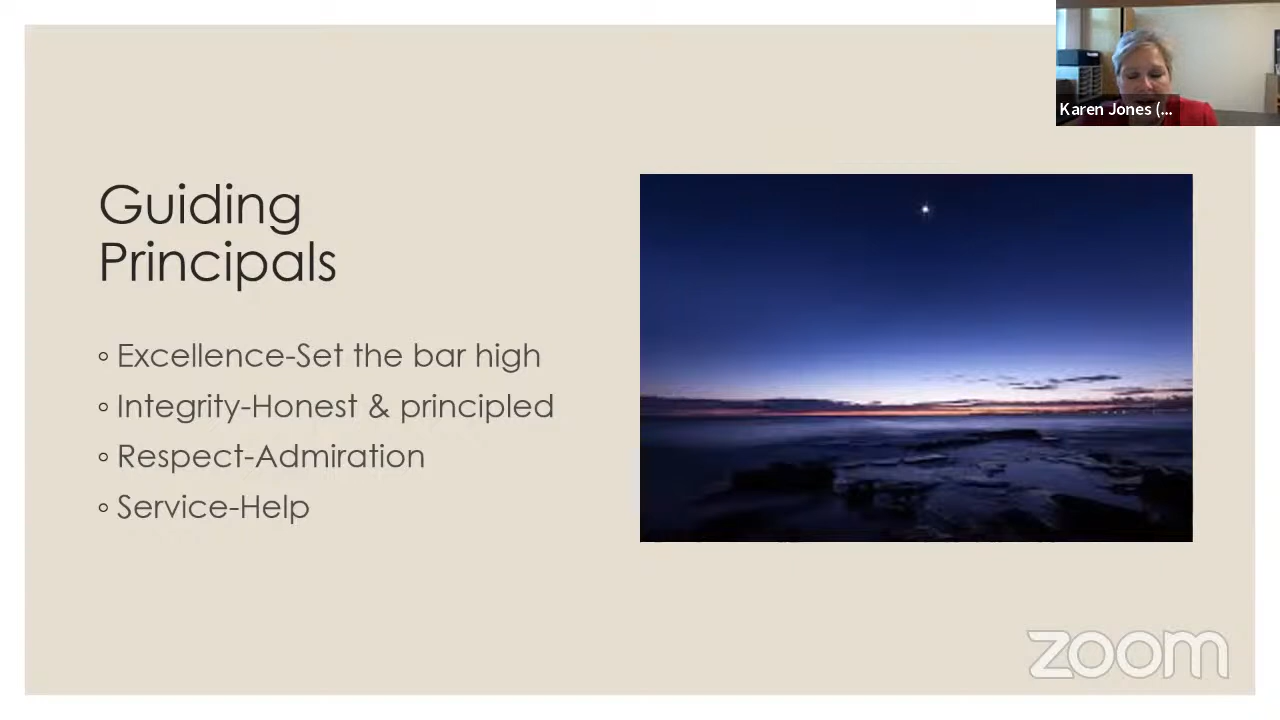 Karen Jones (...
Guiding
Principals
◦ Excellence-Set the bar high
◦ Integrity-Honest & principled
◦ Respect-Admiration
◦ Service-Help
zoom